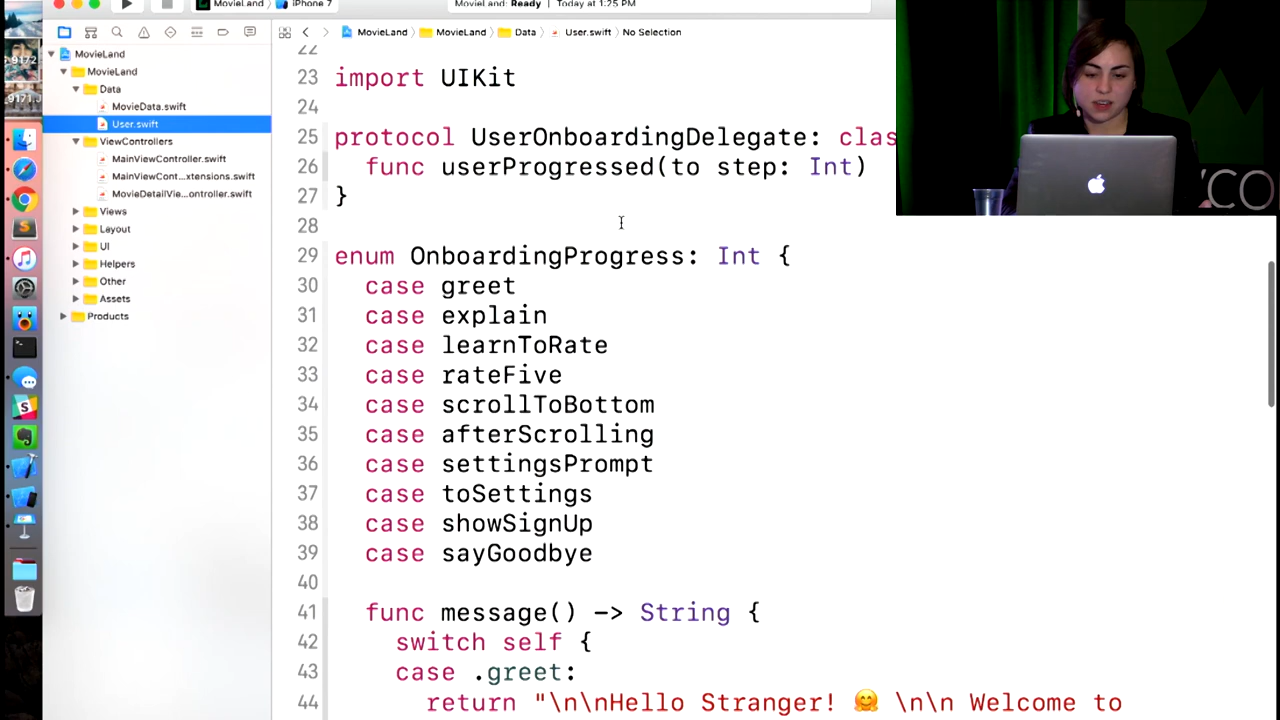 MovieLand
iPhone 7
MovieLand: Ready
Today at 1:25 PM
MovieLand
MovieLand
Data
User.swift
No Selection
MovieLand
MovieLand
Data
MovieData.swift
User.swift
ViewControllers
MainViewController.swift
MainViewCont...xtensions.swift
MovieDetailVie...ontroller.swift
Views
Layout
UI
Helpers
Other
Assets
Products
9172
9171.J
22
23 import UIKit
24
25 protocol UserOnboardingDelegate: clas
26 func userProgressed(to step: Int)
27 }
28
29 enum OnboardingProgress: Int {
30 case greet
31 case explain
32 case learnToRate
33 case rateFive
34 case scrollToBottom
35 case afterScrolling
36 case settingsPrompt
37 case toSettings
38 case showSignUp
39 case sayGoodbye
40
41 func message() -> String {
42 switch self {
43 case .greet:
44 return "\n\nHello Stranger! 🤗 \n\n Welcome to
YCO